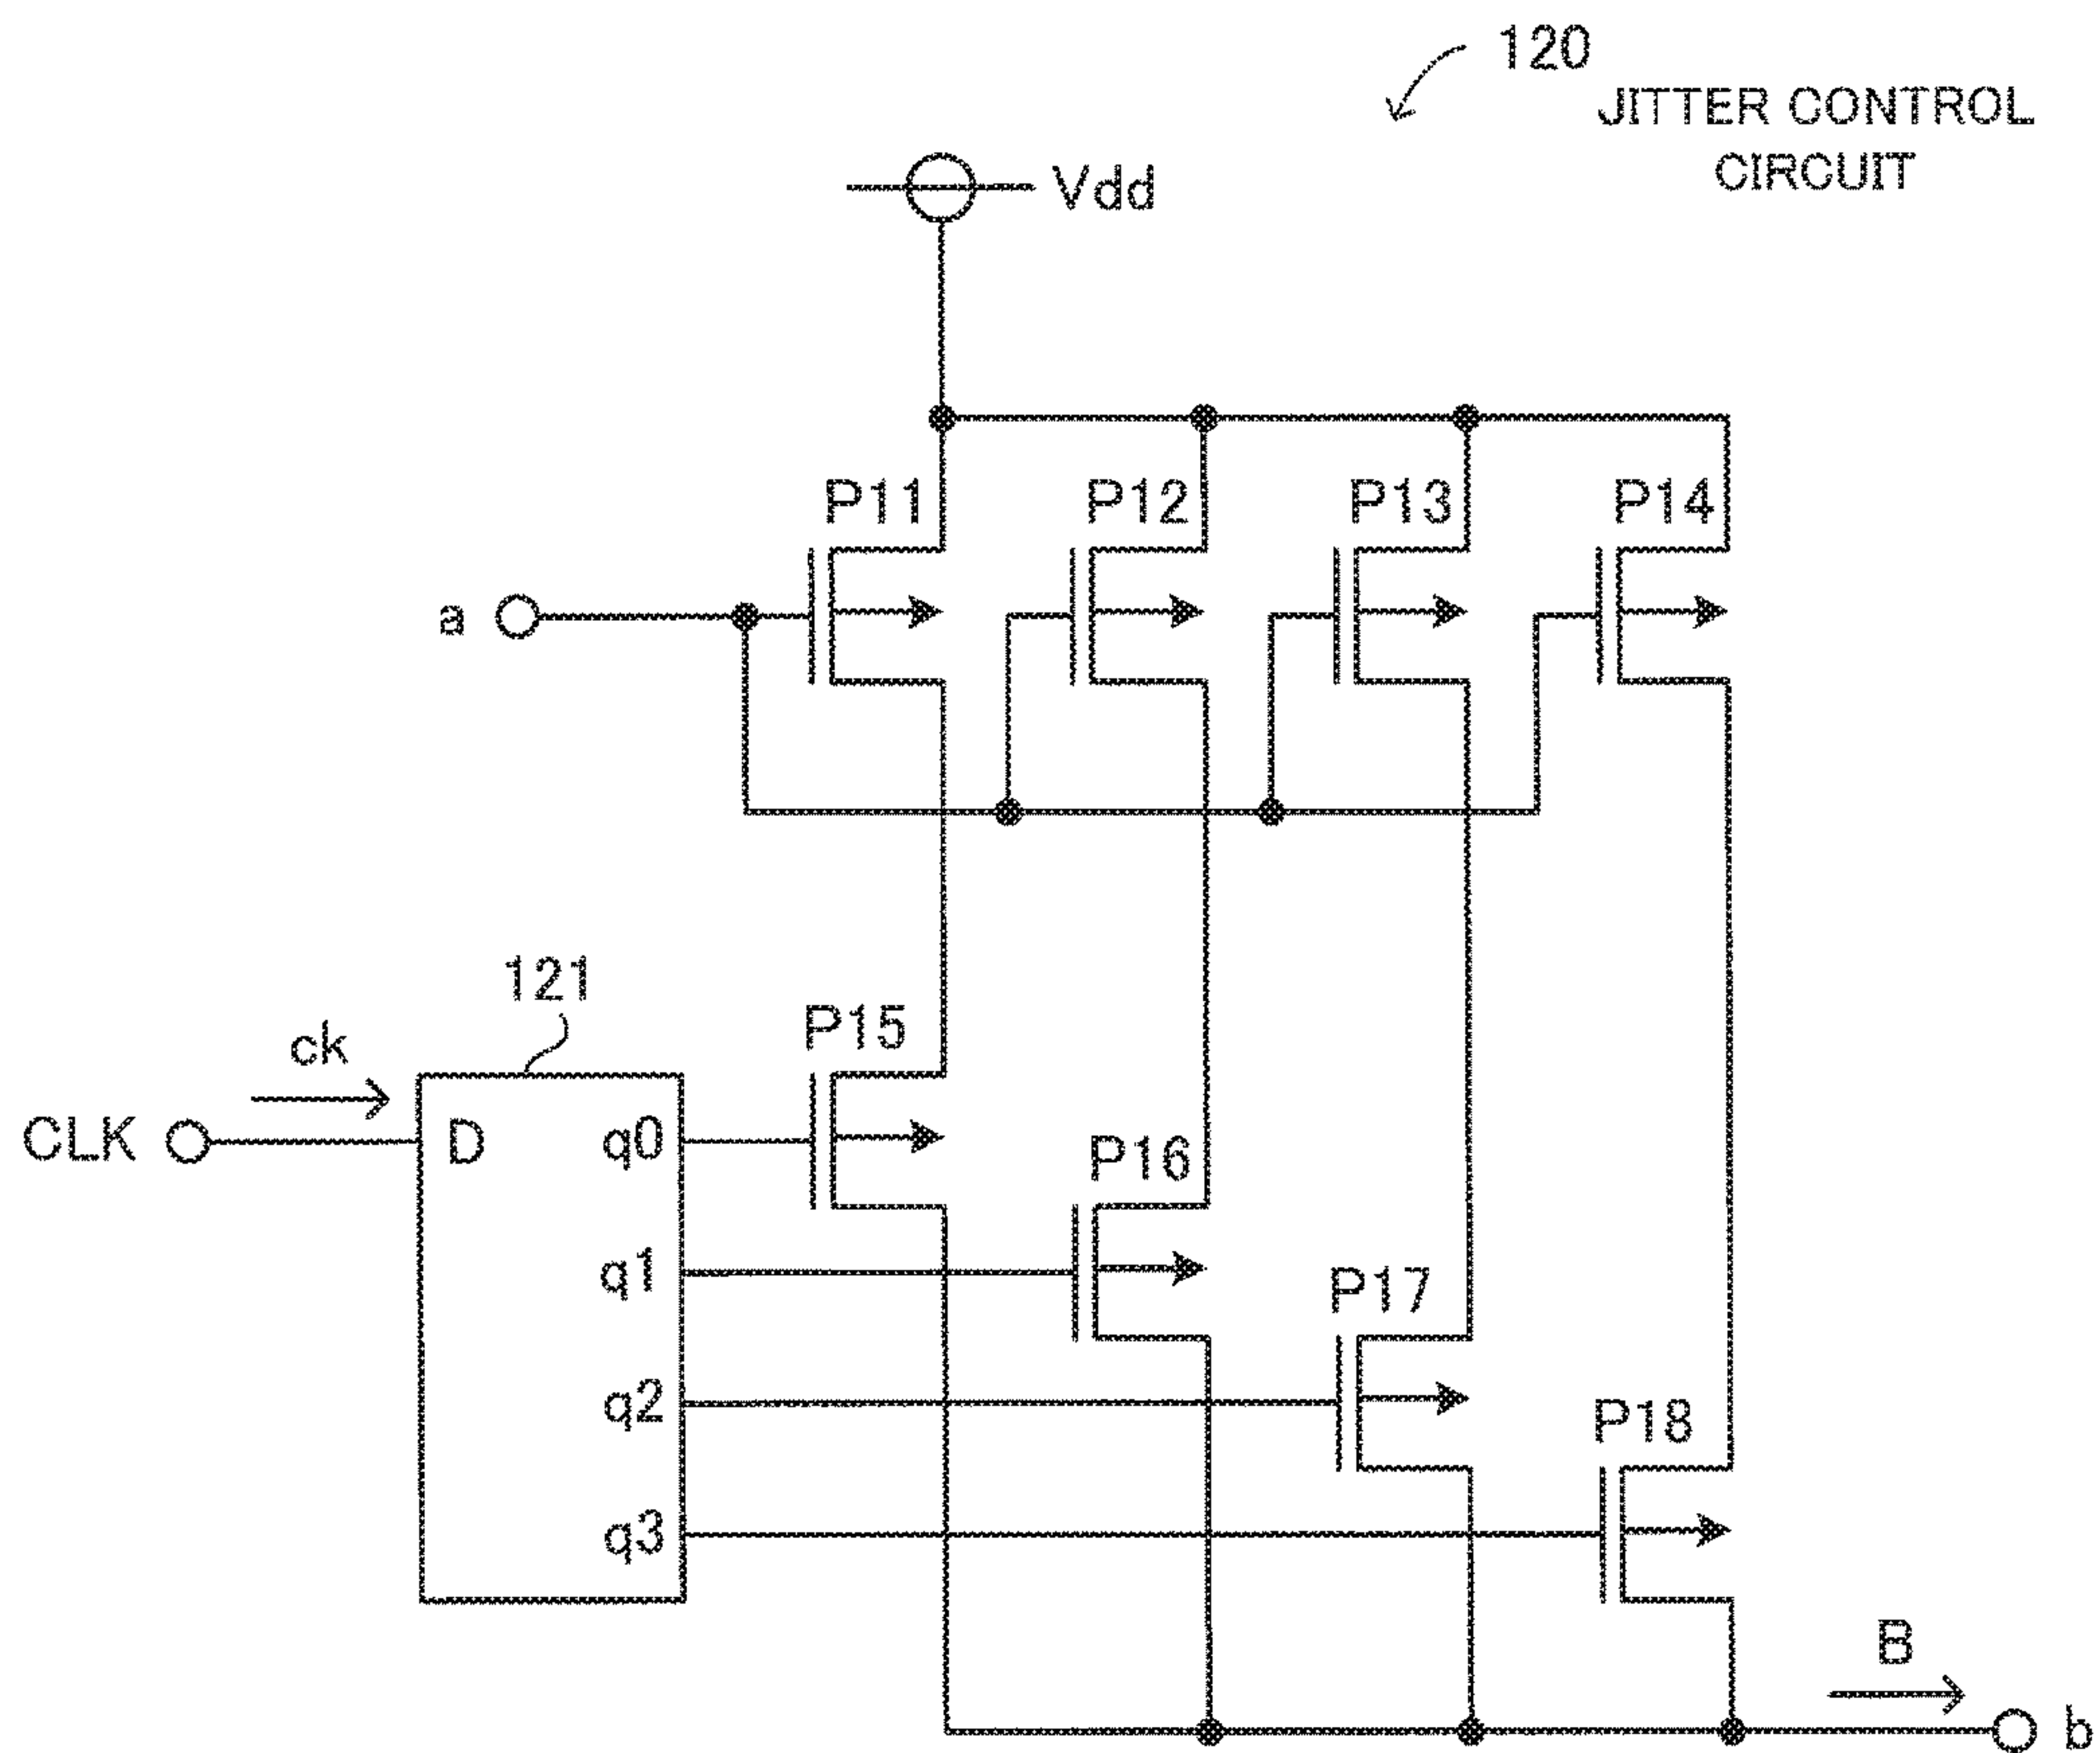 120
JITTER CONTROL
CIRCUIT
Vdd
P11
P12
P13
P14
a
121
ck
P15
CLK
D
q0
P16
q1
P17
q2
P18
q3
B
b